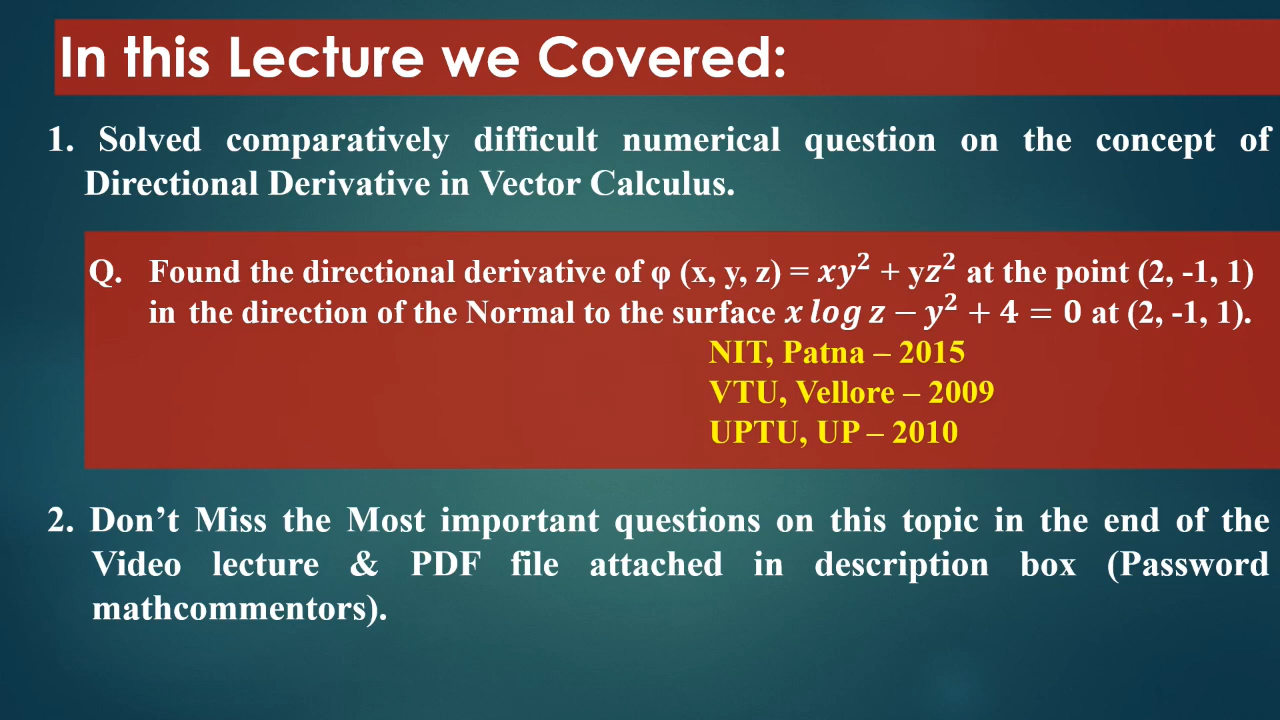 In this Lecture we Covered:
1. Solved comparatively difficult numerical question on the concept of
Directional Derivative in Vector Calculus.
Q. Found the directional derivative of φ (x, y, z) = 𝒙𝒚² + y𝒛² at the point (2, -1, 1)
in the direction of the Normal to the surface 𝒙 𝒍𝒐𝒈 𝒛 − 𝒚² + 𝟒 = 𝟎 at (2, -1, 1).
NIT, Patna – 2015
VTU, Vellore – 2009
UPTU, UP – 2010
2. Don’t Miss the Most important questions on this topic in the end of the
Video lecture & PDF file attached in description box (Password
mathcommentors).